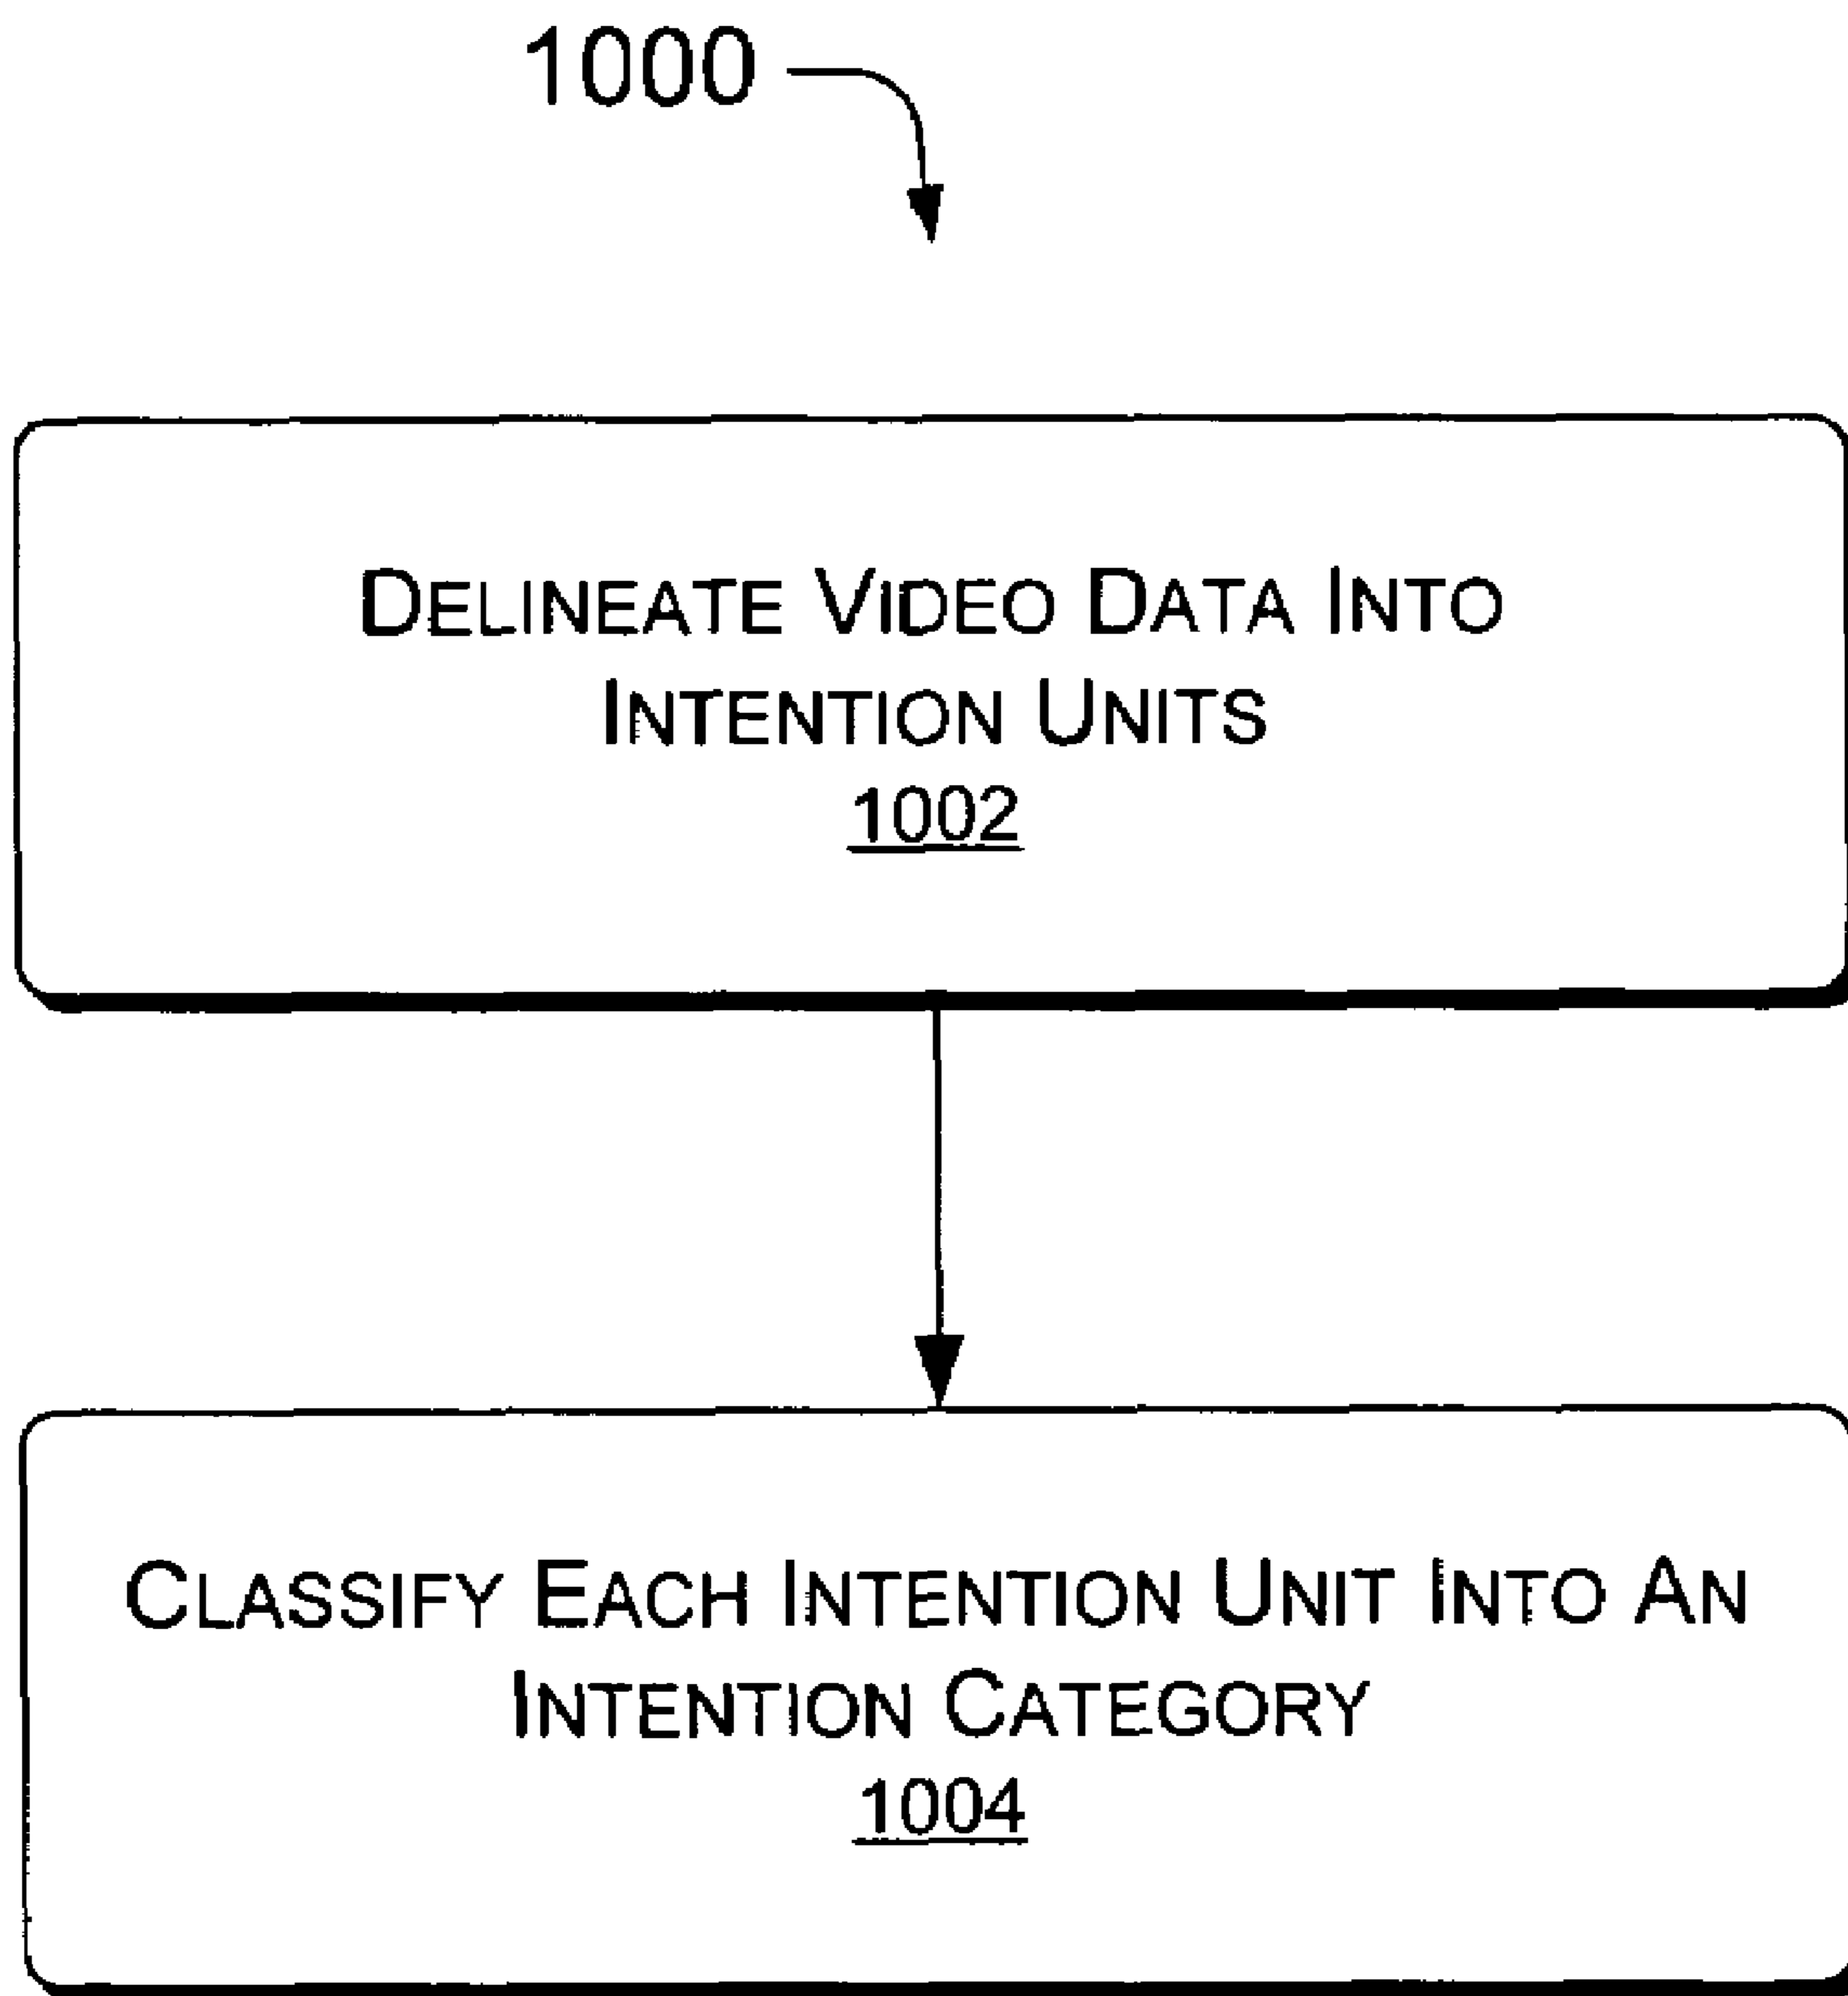 1000
DELINEATE VIDEO DATA INTO
INTENTION UNITS
1002
CLASSIFY EACH INTENTION UNIT INTO AN
INTENTION CATEGORY
1004